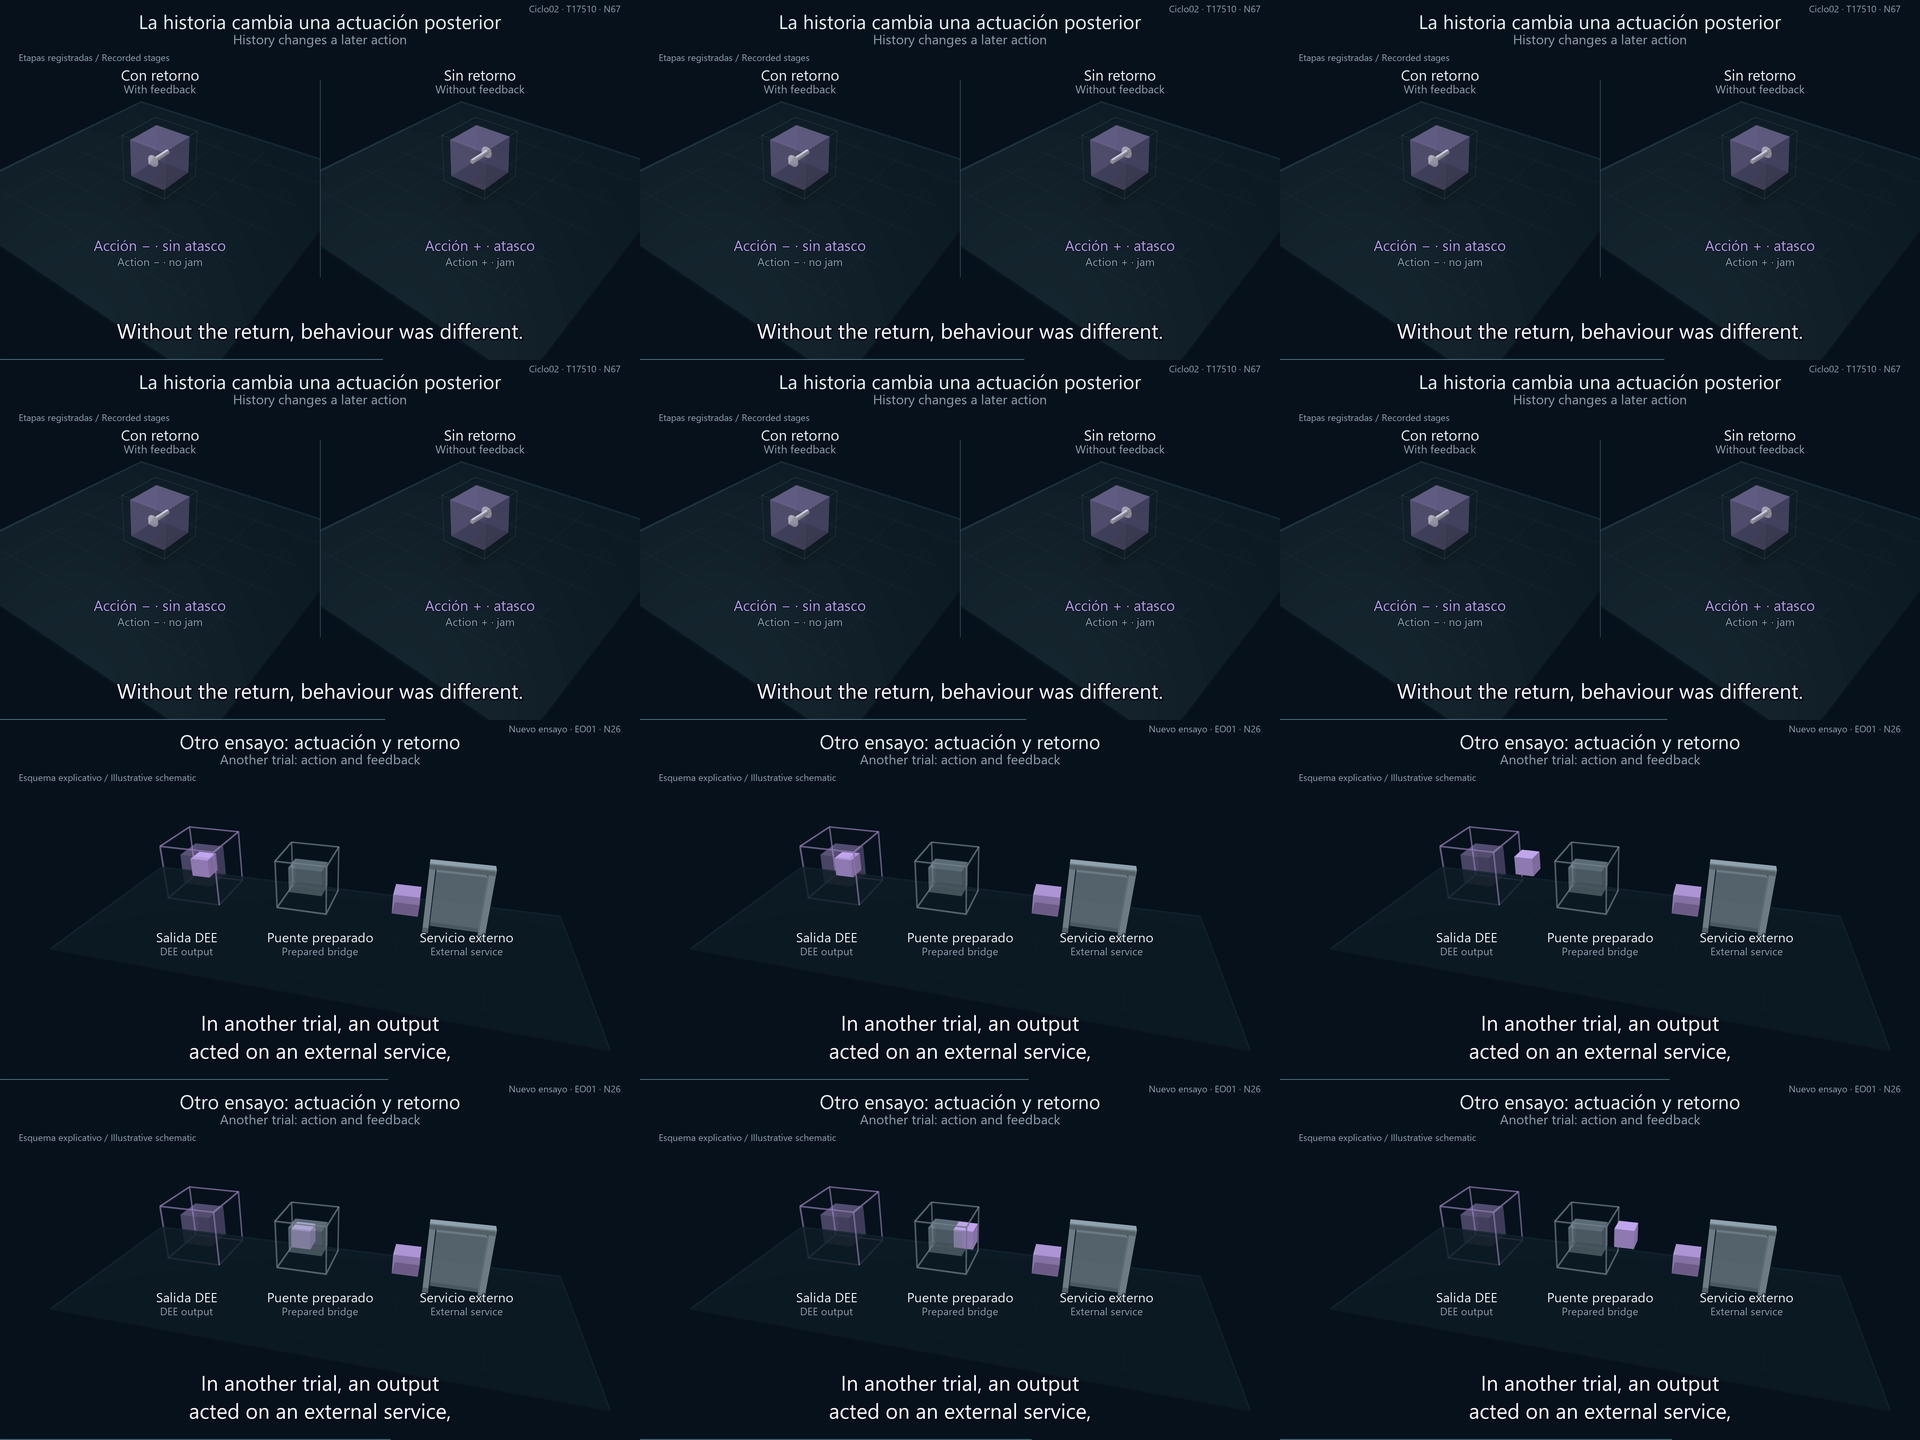 Ciclo02 · T17510 · N67
La historia cambia una actuación posterior
History changes a later action
Etapas registradas / Recorded stages
Con retorno
With feedback
Sin retorno
Without feedback
Acción − · sin atasco
Action − · no jam
Acción + · atasco
Action + · jam
Without the return, behaviour was different.
Ciclo02 · T17510 · N67
La historia cambia una actuación posterior
History changes a later action
Etapas registradas / Recorded stages
Con retorno
With feedback
Sin retorno
Without feedback
Acción − · sin atasco
Action − · no jam
Acción + · atasco
Action + · jam
Without the return, behaviour was different.
Ciclo02 · T17510 · N67
La historia cambia una actuación posterior
History changes a later action
Etapas registradas / Recorded stages
Con retorno
With feedback
Sin retorno
Without feedback
Acción − · sin atasco
Action − · no jam
Acción + · atasco
Action + · jam
Without the return, behaviour was different.
Ciclo02 · T17510 · N67
La historia cambia una actuación posterior
History changes a later action
Etapas registradas / Recorded stages
Con retorno
With feedback
Sin retorno
Without feedback
Acción − · sin atasco
Action − · no jam
Acción + · atasco
Action + · jam
Without the return, behaviour was different.
Ciclo02 · T17510 · N67
La historia cambia una actuación posterior
History changes a later action
Etapas registradas / Recorded stages
Con retorno
With feedback
Sin retorno
Without feedback
Acción − · sin atasco
Action − · no jam
Acción + · atasco
Action + · jam
Without the return, behaviour was different.
Ciclo02 · T17510 · N67
La historia cambia una actuación posterior
History changes a later action
Etapas registradas / Recorded stages
Con retorno
With feedback
Sin retorno
Without feedback
Acción − · sin atasco
Action − · no jam
Acción + · atasco
Action + · jam
Without the return, behaviour was different.
Nuevo ensayo · EO01 · N26
Otro ensayo: actuación y retorno
Another trial: action and feedback
Esquema explicativo / Illustrative schematic
Salida DEE
DEE output
Puente preparado
Prepared bridge
Servicio externo
External service
In another trial, an output
acted on an external service,
Nuevo ensayo · EO01 · N26
Otro ensayo: actuación y retorno
Another trial: action and feedback
Esquema explicativo / Illustrative schematic
Salida DEE
DEE output
Puente preparado
Prepared bridge
Servicio externo
External service
In another trial, an output
acted on an external service,
Nuevo ensayo · EO01 · N26
Otro ensayo: actuación y retorno
Another trial: action and feedback
Esquema explicativo / Illustrative schematic
Salida DEE
DEE output
Puente preparado
Prepared bridge
Servicio externo
External service
In another trial, an output
acted on an external service,
Nuevo ensayo · EO01 · N26
Otro ensayo: actuación y retorno
Another trial: action and feedback
Esquema explicativo / Illustrative schematic
Salida DEE
DEE output
Puente preparado
Prepared bridge
Servicio externo
External service
In another trial, an output
acted on an external service,
Nuevo ensayo · EO01 · N26
Otro ensayo: actuación y retorno
Another trial: action and feedback
Esquema explicativo / Illustrative schematic
Salida DEE
DEE output
Puente preparado
Prepared bridge
Servicio externo
External service
In another trial, an output
acted on an external service,
Nuevo ensayo · EO01 · N26
Otro ensayo: actuación y retorno
Another trial: action and feedback
Esquema explicativo / Illustrative schematic
Salida DEE
DEE output
Puente preparado
Prepared bridge
Servicio externo
External service
In another trial, an output
acted on an external service,